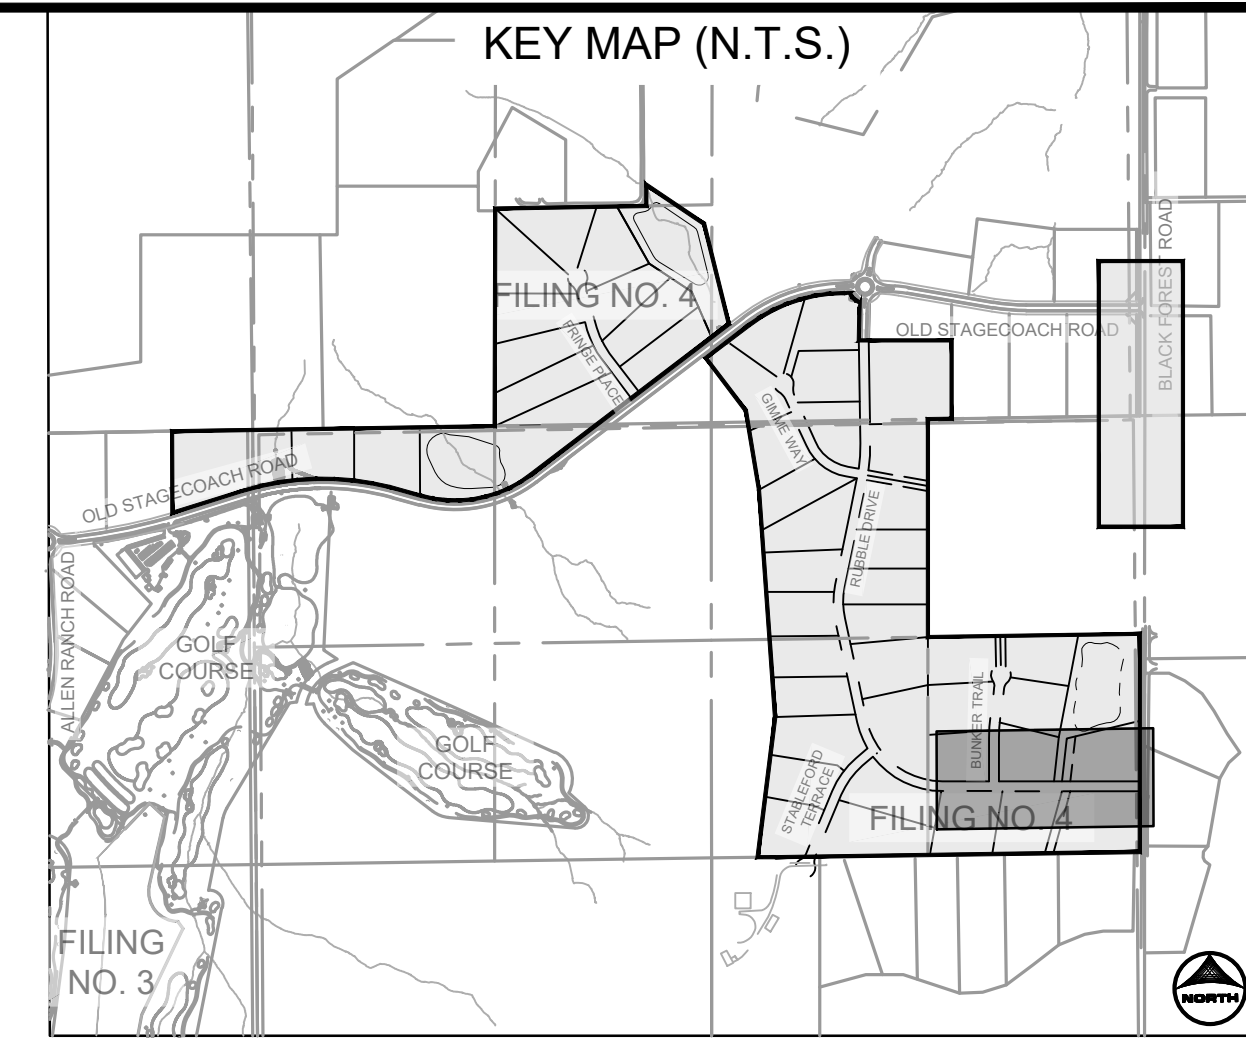 KEY MAP (N.T.S.)
BLACK FOREST ROAD
FILING NO. 4
OLD STAGECOACH ROAD
FRINGE PLACE
GIMME WAY
OLD STAGECOACH ROAD
RUBBLE DRIVE
ALLEN RANCH ROAD
GOLF
COURSE
BUNKER TRAIL
GOLF
COURSE
STABLEFORD
TERRACE
FILING NO. 4
FILING
NO. 3
NORTH